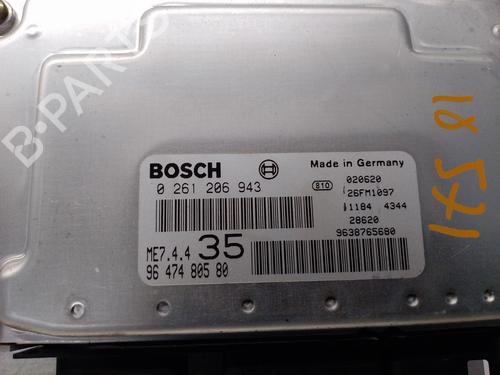 B-PARTS
BOSCH
Made in Germany
0 261 206 943
810
020620
26FM1097
1184 4344
28620
9638765680
ME7.4.4 35
96 474 805 80